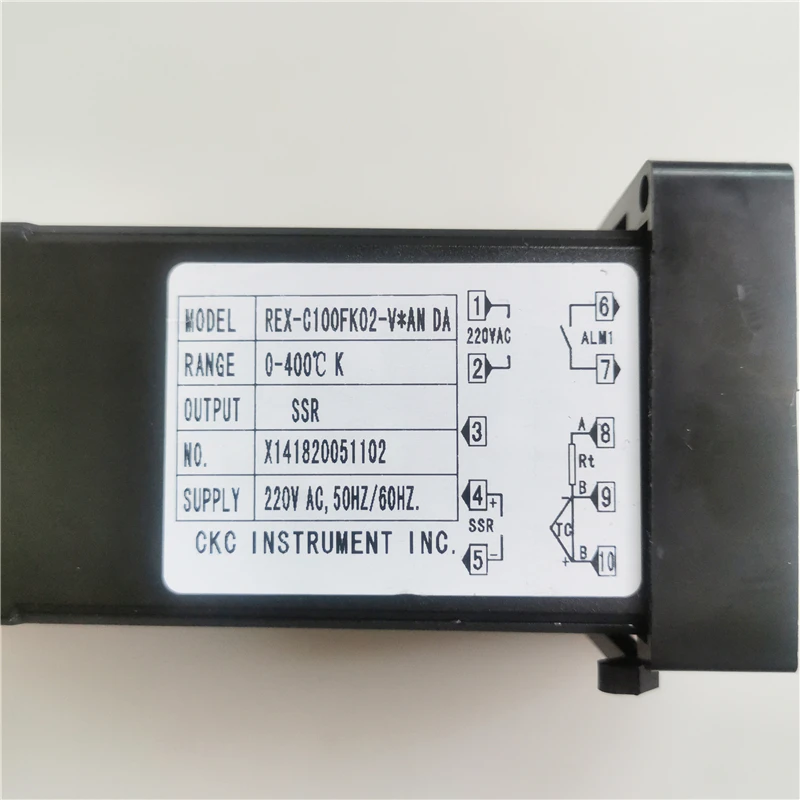 MODEL REX-C100FK02-V*AN DA
RANGE 0-400℃ K
OUTPUT SSR
NO. X141820051102
SUPPLY 220V AC, 50HZ/60HZ.
CKC INSTRUMENT INC.
1
220VAC
2
3
4 +
SSR
5 -
6
ALM1
7
A 8
Rt
- B 9
TC
+ B 10